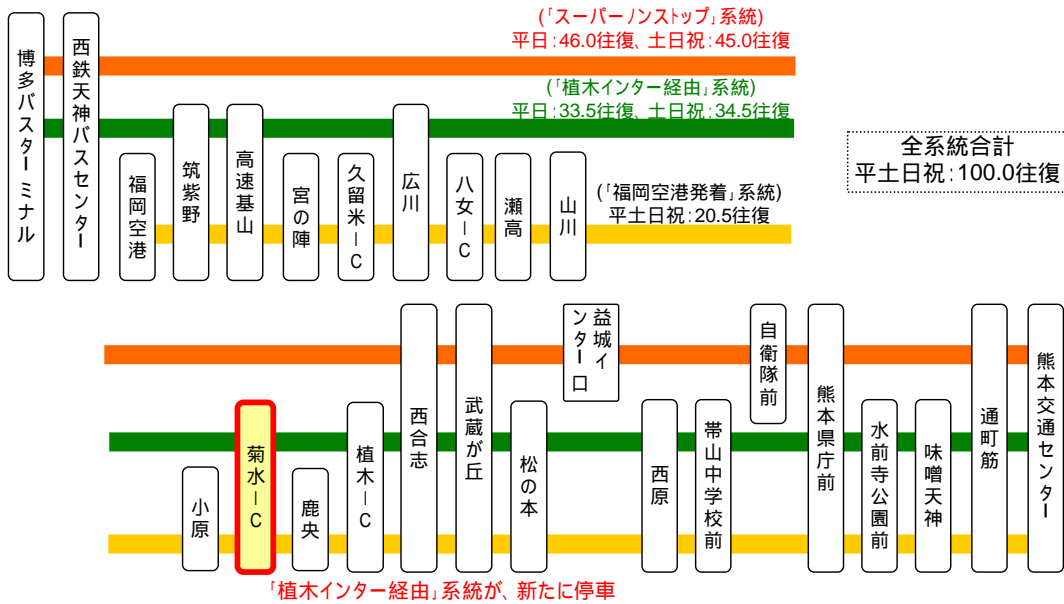 (「スーパーノンストップ」系統)
平日:46.0往復、土日祝:45.0往復
(「植木インター経由」系統)
平日:33.5往復、土日祝:34.5往復
全系統合計
平土日祝:100.0往復
(「福岡空港発着」系統)
平土日祝:20.5往復
博多バスターミナル
西鉄天神バスセンター
福岡空港
筑紫野
高速基山
宮の陣
久留米IC
広川
八女IC
瀬高
山川
小原
菊水IC
鹿央
植木IC
西合志
武蔵が丘
松の本
益城イ
ンター口
西原
帯山中学校前
自衛隊前
熊本県庁前
水前寺公園前
味噌天神
通町筋
熊本交通センター
「植木インター経由」系統が、新たに停車